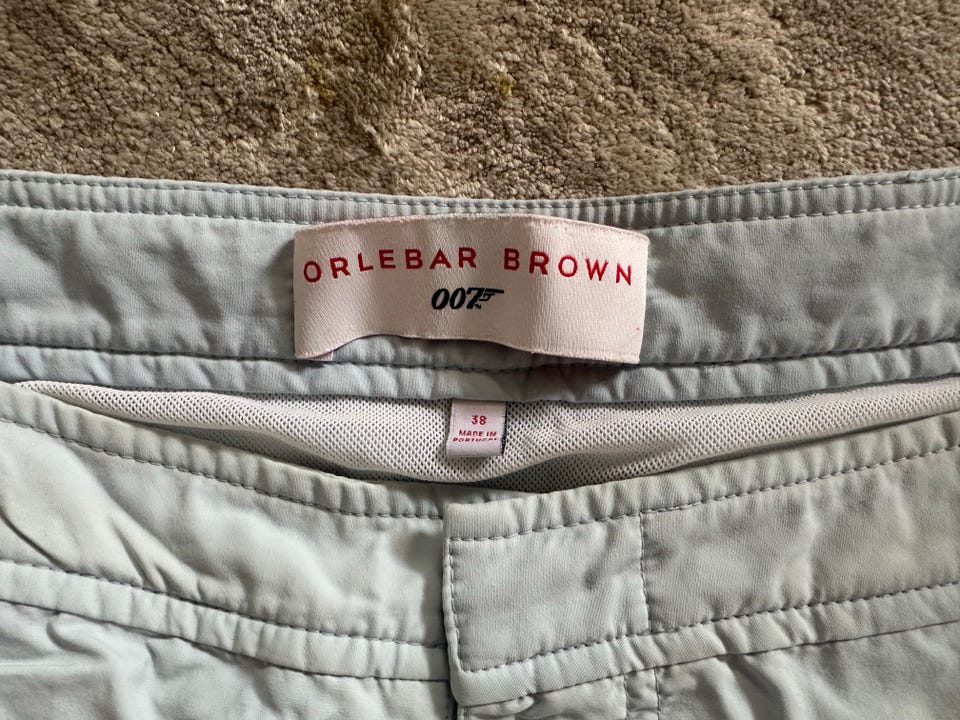 ORLEBAR BROWN
007
38
MADE IN
PORTUGAL